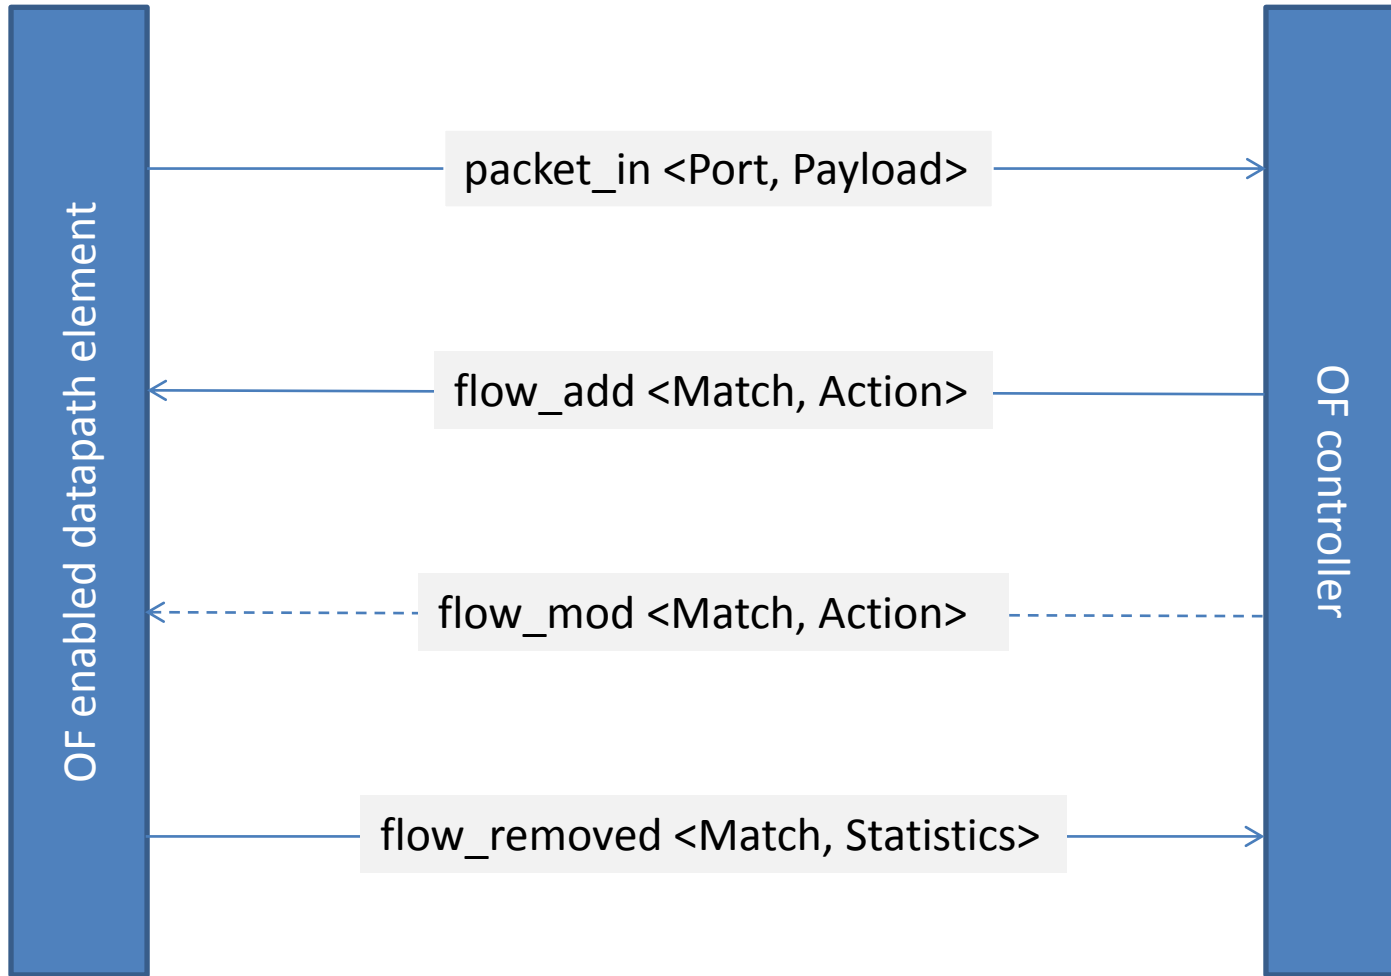 OF enabled datapath element
packet_in <Port, Payload>
flow_add <Match, Action>
flow_mod <Match, Action>
flow_removed <Match, Statistics>
OF controller